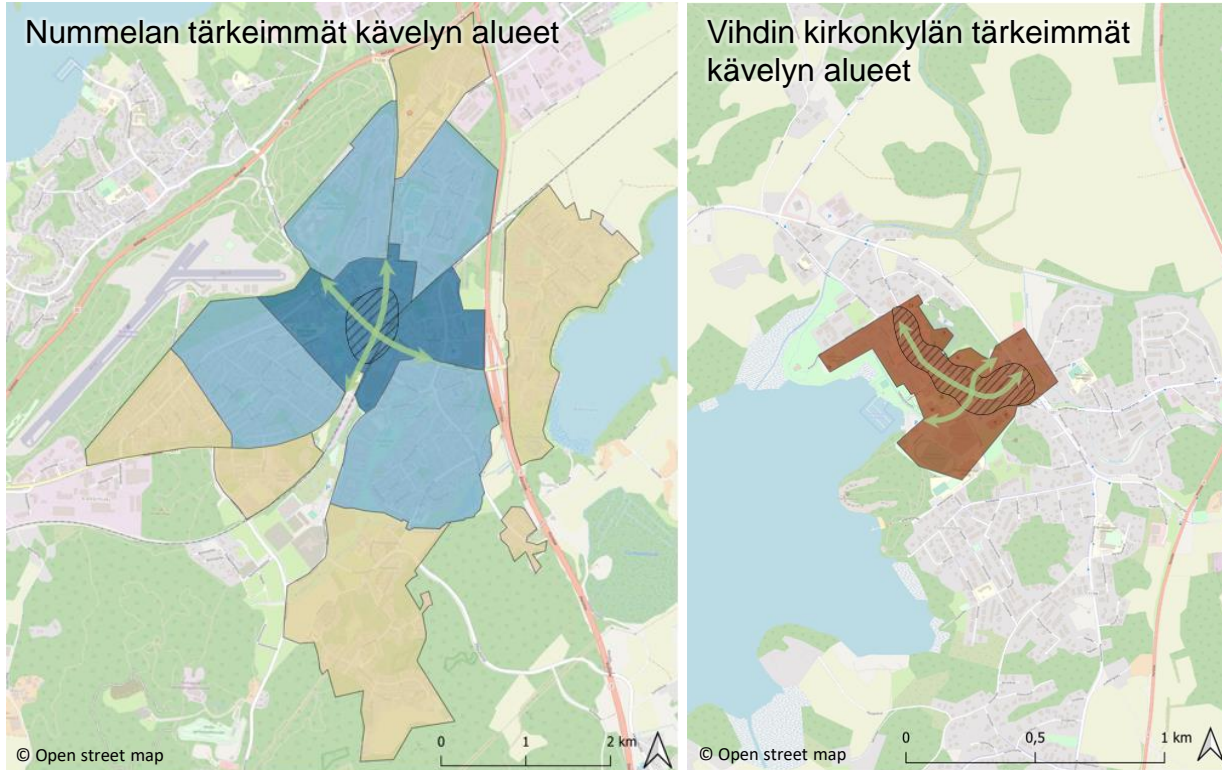 Nummelan tärkeimmät kävelyn alueet
© Open street map
0 1 2 km
Vihdin kirkonkylän tärkeimmät
kävelyn alueet
© Open street map
0 0,5 1 km